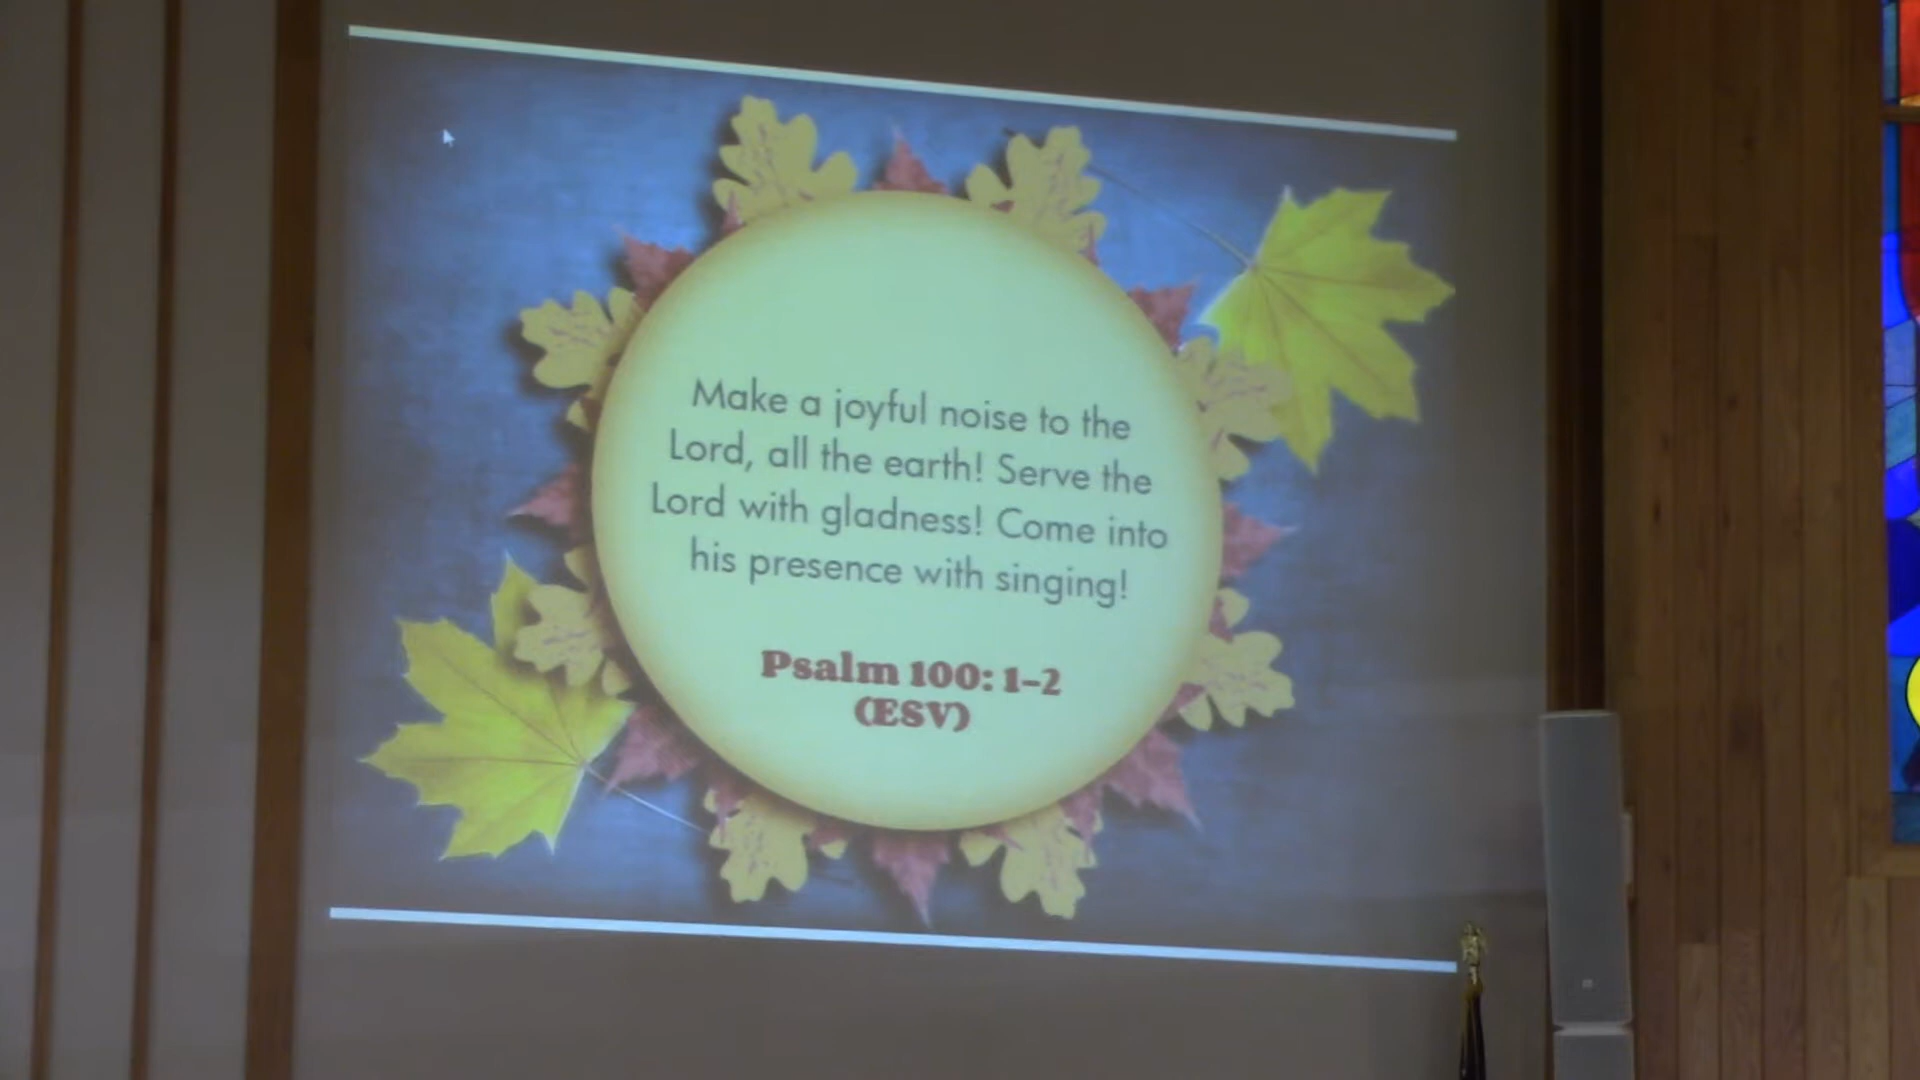 Make a joyful noise to the
Lord, all the earth! Serve the
Lord with gladness! Come into
his presence with singing!
Psalm 100: 1-2
(ESV)